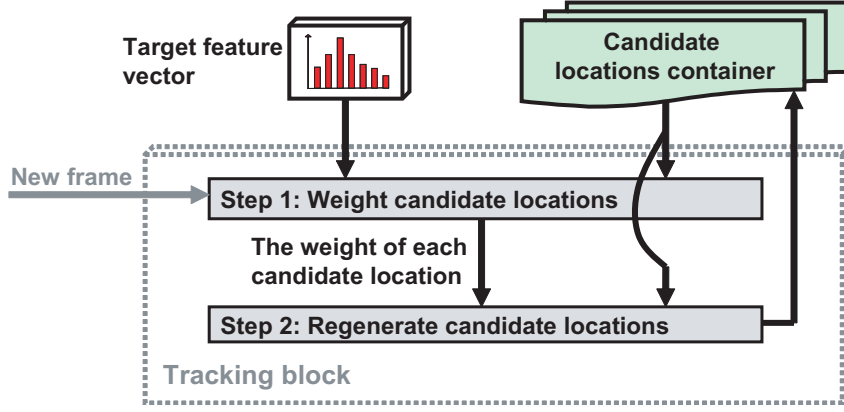 Target feature
vector
Candidate
locations container
New frame
Step 1: Weight candidate locations
The weight of each
candidate location
Step 2: Regenerate candidate locations
Tracking block